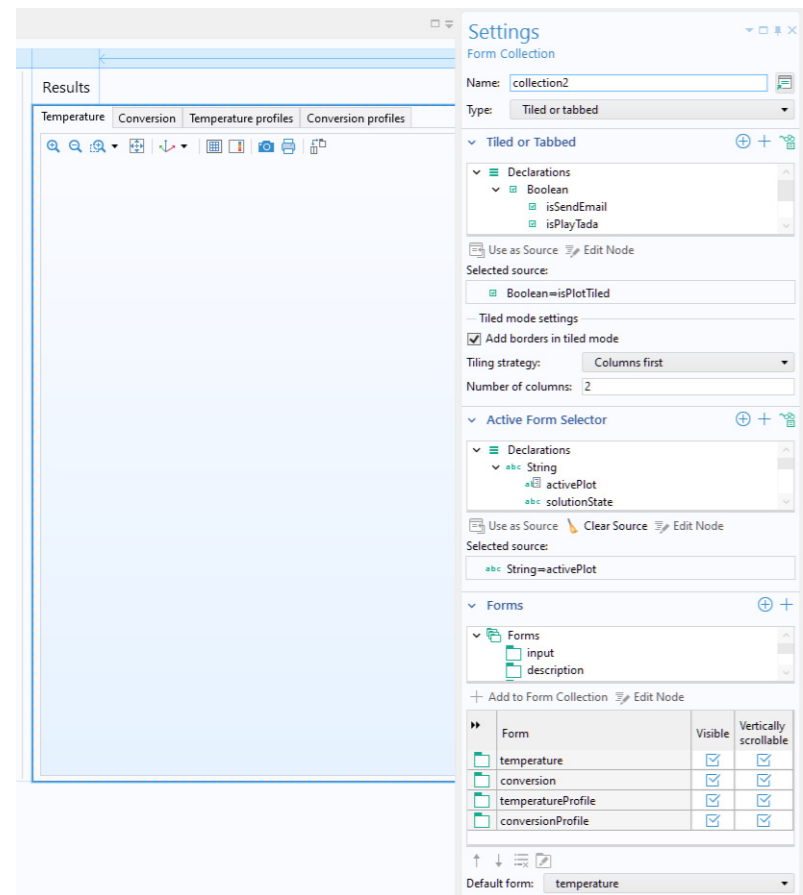 Results
Temperature Conversion Temperature profiles Conversion profiles
Settings
Form Collection
Name: collection2
Type: Tiled or tabbed
Tiled or Tabbed
Declarations
Boolean
isSendEmail
isPlayTada
Use as Source Edit Node
Selected source:
Boolean=isPlotTiled
Tiled mode settings
Add borders in tiled mode
Tiling strategy: Columns first
Number of columns: 2
Active Form Selector
Declarations
abc String
activePlot
abc solutionState
Use as Source Clear Source Edit Node
Selected source:
abc String=activePlot
Forms
Forms
input
description
Add to Form Collection Edit Node
Form Visible Vertically scrollable
temperature
conversion
temperatureProfile
conversionProfile
Default form: temperature